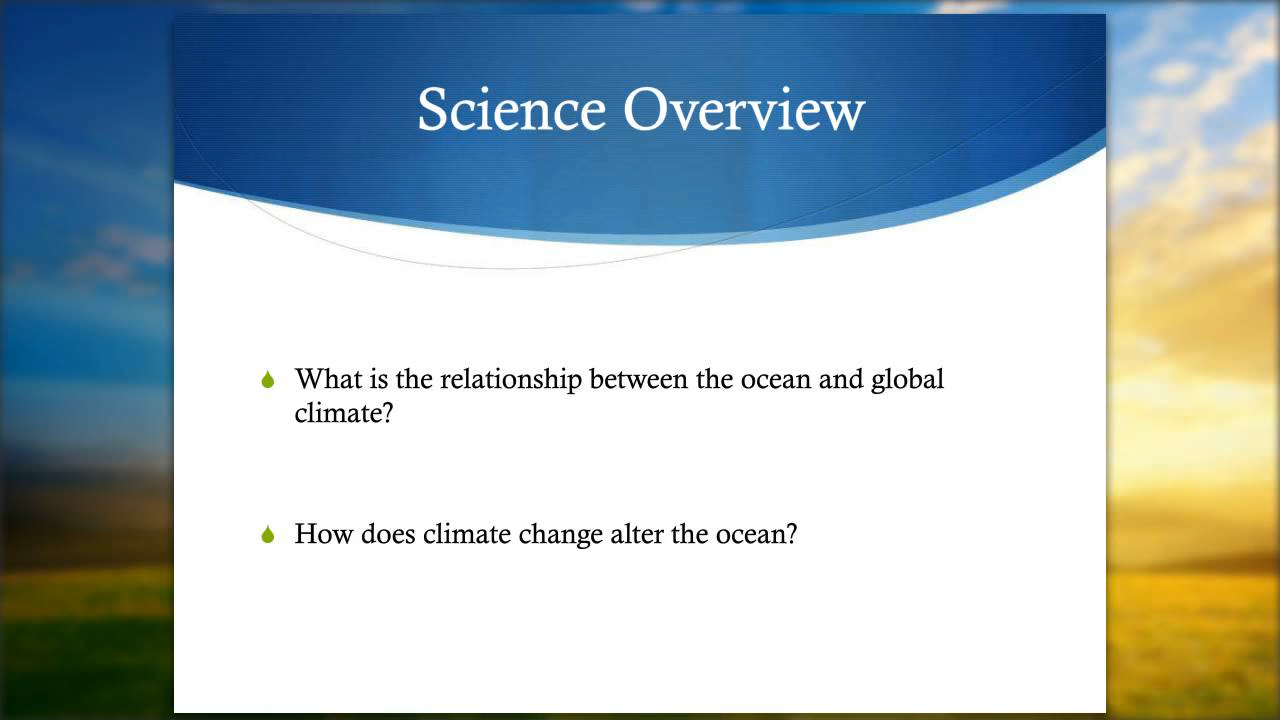 Science Overview
What is the relationship between the ocean and global
climate?
How does climate change alter the ocean?